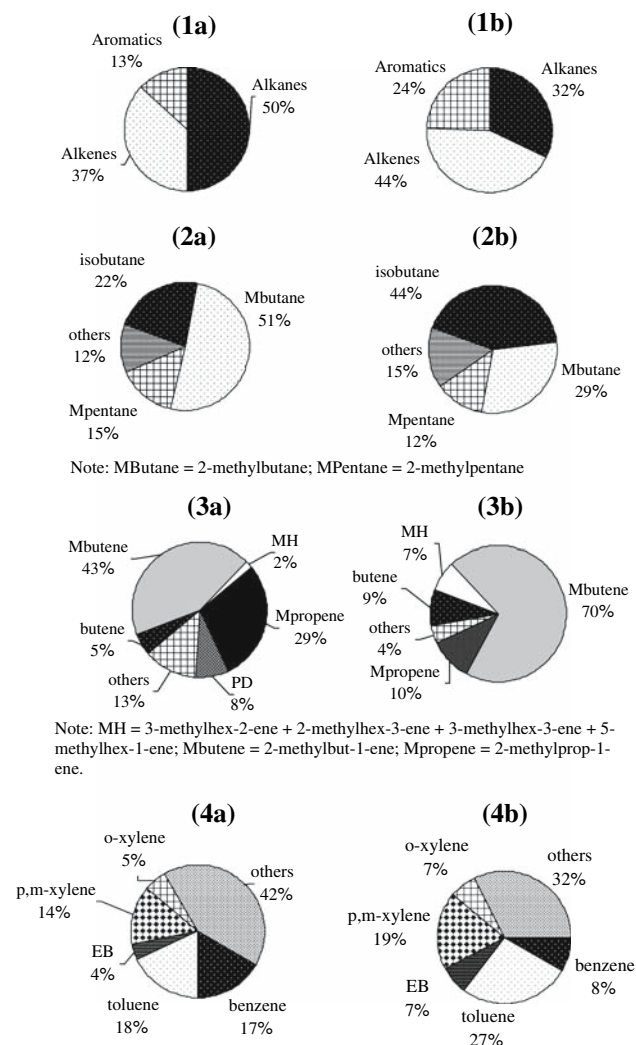 (1a)
Aromatics
13%
Alkanes
50%
Alkenes
37%
(1b)
Aromatics
24%
Alkanes
32%
Alkenes
44%
(2a)
isobutane
22%
Mbutane
51%
others
12%
Mpentane
15%
(2b)
isobutane
44%
others
15%
Mbutane
29%
Mpentane
12%
Note: MButane = 2-methylbutane; MPentane = 2-methylpentane
(3a)
Mbutene
43%
MH
2%
Mpropene
29%
butene
5%
others
13%
PD
8%
(3b)
MH
7%
Mbutene
70%
butene
9%
others
4%
Mpropene
10%
Note: MH = 3-methylhex-2-ene + 2-methylhex-3-ene + 3-methylhex-3-ene + 5-
methylhex-1-ene; Mbutene = 2-methylbut-1-ene; Mpropene = 2-methylprop-1-
ene.
(4a)
o-xylene
5%
others
42%
p,m-xylene
14%
EB
4%
toluene
18%
benzene
17%
(4b)
o-xylene
7%
others
32%
p,m-xylene
19%
benzene
8%
EB
7%
toluene
27%